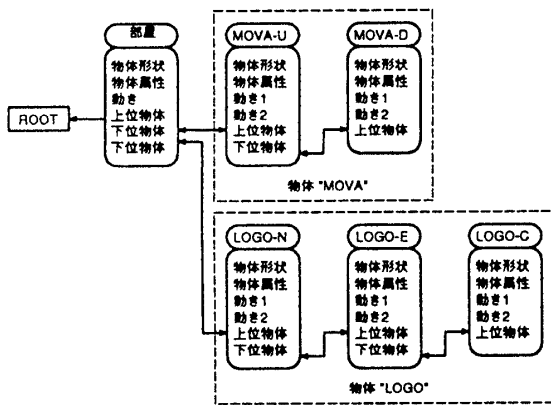 部屋
物体形状
物体属性
動き
上位物体
下位物体
下位物体
ROOT
MOVA-U
物体形状
物体属性
動き1
動き2
上位物体
下位物体
MOVA-D
物体形状
物体属性
動き1
動き2
上位物体
物体 "MOVA"
LOGO-N
物体形状
物体属性
動き1
動き2
上位物体
下位物体
LOGO-E
物体形状
物体属性
動き1
動き2
上位物体
下位物体
LOGO-C
物体形状
物体属性
動き1
動き2
上位物体
物体 "LOGO"